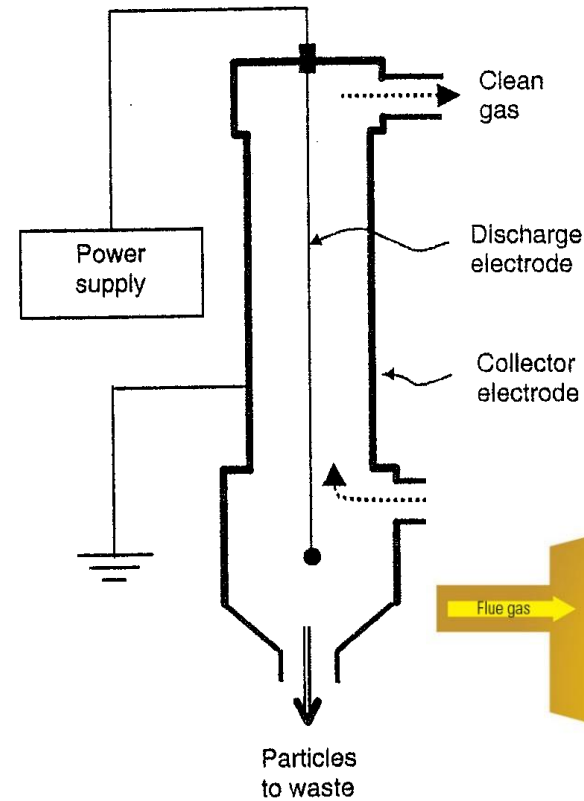 Clean
gas
Power
supply
Discharge
electrode
Collector
electrode
Flue gas
Particles
to waste